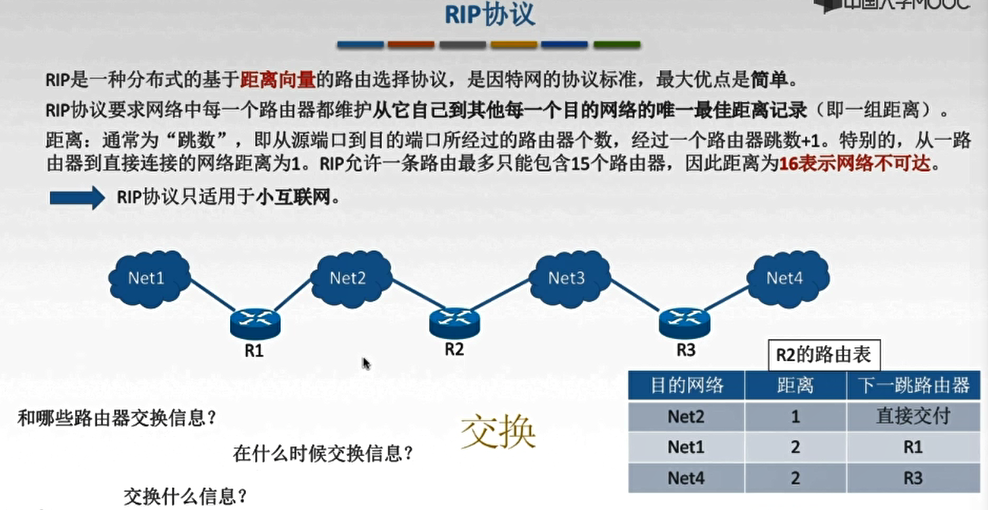 中国大学MOOC
RIP协议
RIP是一种分布式的基于距离向量的路由选择协议，是因特网的协议标准，最大优点是简单。
RIP协议要求网络中每一个路由器都维护从它自己到其他每一个目的网络的唯一最佳距离记录（即一组距离）。
距离：通常为“跳数”，即从源端口到目的端口所经过的路由器个数，经过一个路由器跳数+1。特别的，从一路
由器到直接连接的网络距离为1。RIP允许一条路由最多只能包含15个路由器，因此距离为16表示网络不可达。
RIP协议只适用于小互联网。
Net1 Net2 Net3 Net4
R1 R2 R3
R2的路由表
目的网络 距离 下一跳路由器
Net2 1 直接交付
Net1 2 R1
Net4 2 R3
和哪些路由器交换信息？
交换
在什么时候交换信息？
交换什么信息？